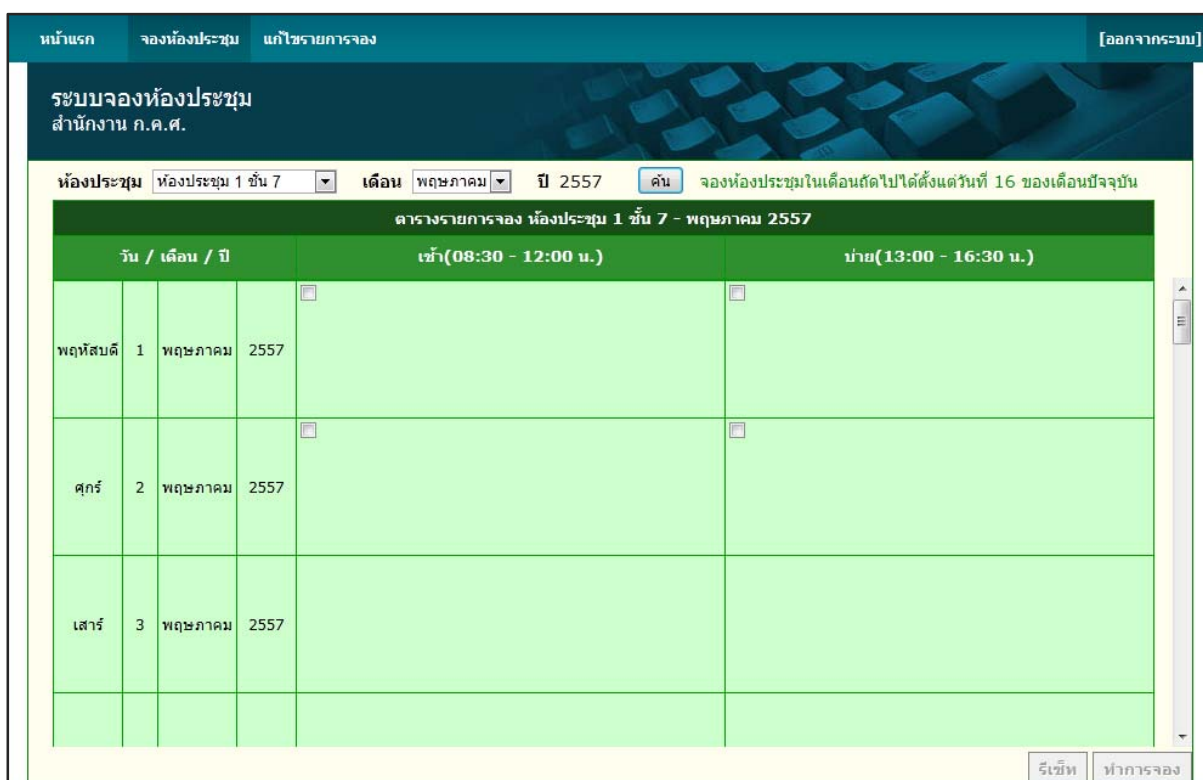 หน้าแรก จองห้องประชุม แก้ไขรายการจอง [ออกจากระบบ]
ระบบจองห้องประชุม
สำนักงาน ก.ค.ศ.
ห้องประชุม ห้องประชุม 1 ชั้น 7 เดือน พฤษภาคม ปี 2557 ค้น จองห้องประชุมในเดือนถัดไปได้ตั้งแต่วันที่ 16 ของเดือนปัจจุบัน
ตารางรายการจอง ห้องประชุม 1 ชั้น 7 - พฤษภาคม 2557
วัน / เดือน / ปี เช้า(08:30 - 12:00 น.) บ่าย(13:00 - 16:30 น.)
พฤหัสบดี 1 พฤษภาคม 2557
ศุกร์ 2 พฤษภาคม 2557
เสาร์ 3 พฤษภาคม 2557
รีเซ็ท ทำการจอง